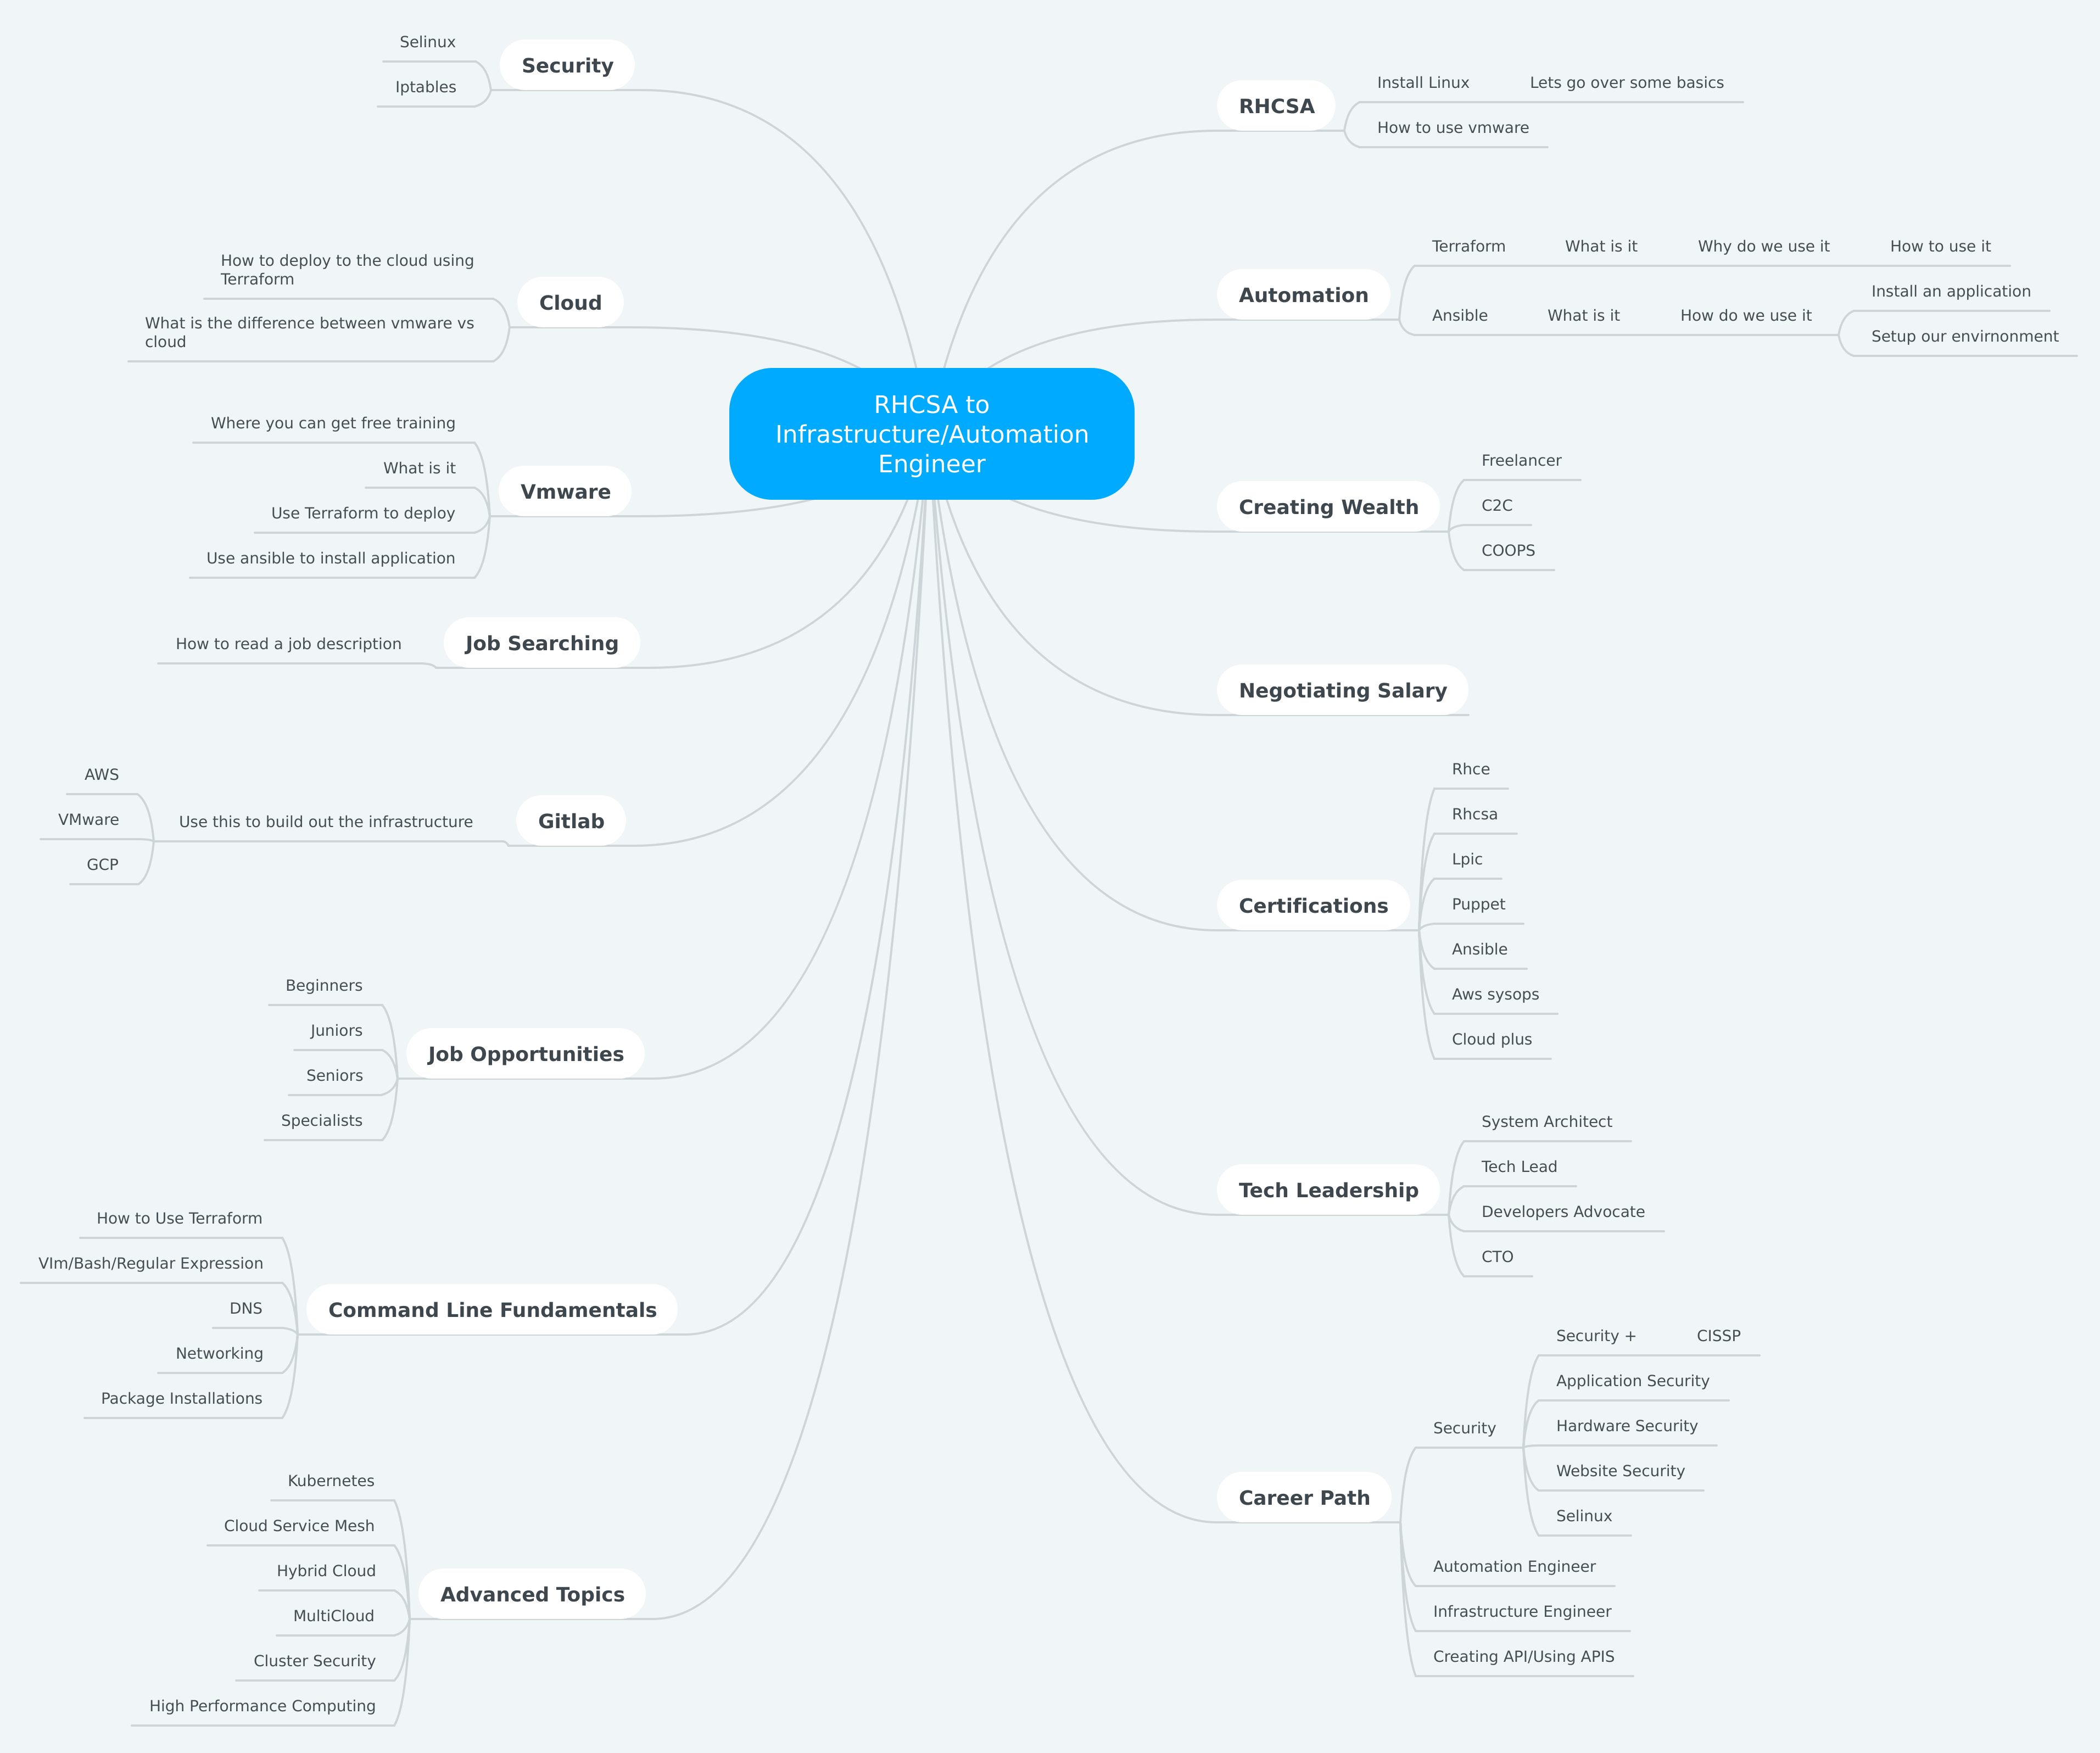 RHCSA to
Infrastructure/Automation
Engineer
RHCSA
Install Linux
Lets go over some basics
How to use vmware
Automation
Terraform
What is it
Why do we use it
How to use it
Ansible
What is it
How do we use it
Install an application
Setup our envirnonment
Creating Wealth
Freelancer
C2C
COOPS
Negotiating Salary
Certifications
Rhce
Rhcsa
Lpic
Puppet
Ansible
Aws sysops
Cloud plus
Tech Leadership
System Architect
Tech Lead
Developers Advocate
CTO
Career Path
Security
Security +
CISSP
Application Security
Hardware Security
Website Security
Selinux
Automation Engineer
Infrastructure Engineer
Creating API/Using APIS
Security
Selinux
Iptables
Cloud
How to deploy to the cloud using
Terraform
What is the difference between vmware vs
cloud
Vmware
Where you can get free training
What is it
Use Terraform to deploy
Use ansible to install application
Job Searching
How to read a job description
Gitlab
Use this to build out the infrastructure
AWS
VMware
GCP
Job Opportunities
Beginners
Juniors
Seniors
Specialists
Command Line Fundamentals
How to Use Terraform
VIm/Bash/Regular Expression
DNS
Networking
Package Installations
Advanced Topics
Kubernetes
Cloud Service Mesh
Hybrid Cloud
MultiCloud
Cluster Security
High Performance Computing